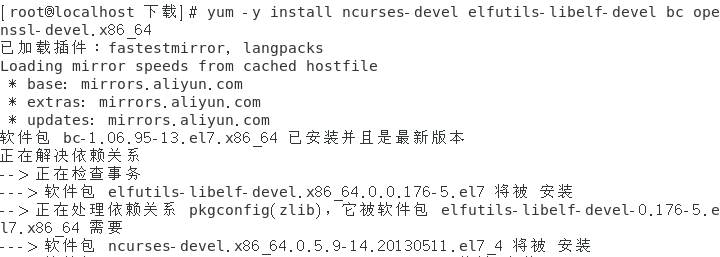 [root@localhost 下载]# yum -y install ncurses-devel elfutils-libelf-devel bc ope
nssl-devel.x86_64
已加载插件：fastestmirror, langpacks
Loading mirror speeds from cached hostfile
 * base: mirrors.aliyun.com
 * extras: mirrors.aliyun.com
 * updates: mirrors.aliyun.com
软件包 bc-1.06.95-13.el7.x86_64 已安装并且是最新版本
正在解决依赖关系
--> 正在检查事务
---> 软件包 elfutils-libelf-devel.x86_64.0.0.176-5.el7 将被 安装
--> 正在处理依赖关系 pkgconfig(zlib)，它被软件包 elfutils-libelf-devel-0.176-5.e
l7.x86_64 需要
---> 软件包 ncurses-devel.x86_64.0.5.9-14.20130511.el7_4 将被 安装